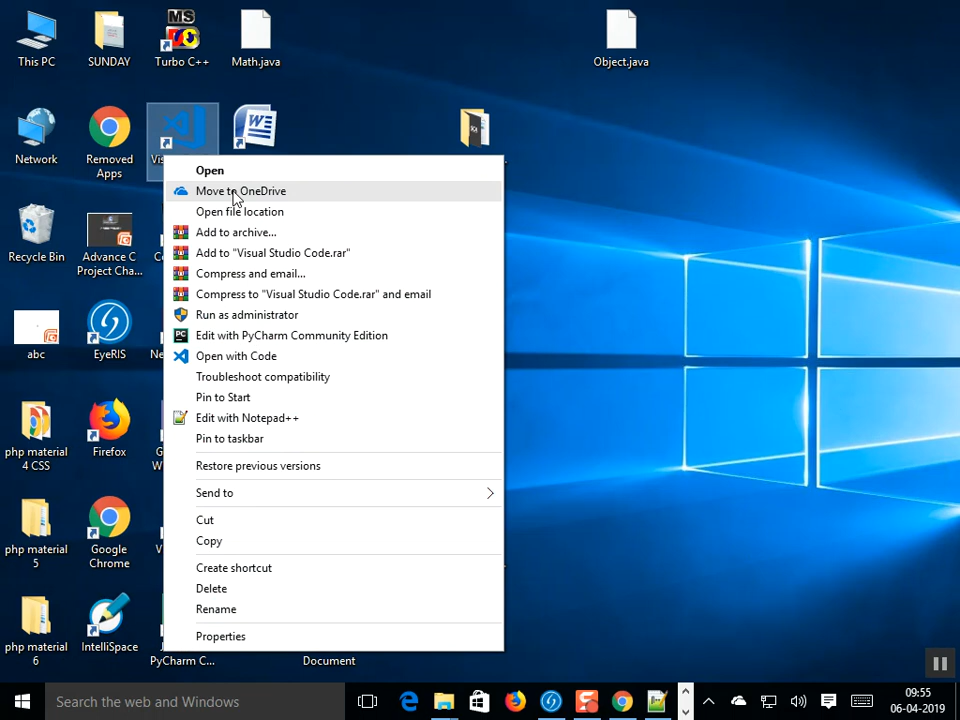 This PC
SUNDAY
MS
Turbo C++
Math.java
Object.java
Network
Removed
Apps
W
Recycle Bin
Advance C
Project Cha...
abc
EyeRIS
php material
4 CSS
Firefox
php material
5
Google
Chrome
php material
6
IntelliSpace
PyCharm C...
Document
Open
Move to OneDrive
Open file location
Add to archive...
Add to "Visual Studio Code.rar"
Compress and email...
Compress to "Visual Studio Code.rar" and email
Run as administrator
PC
Edit with PyCharm Community Edition
Open with Code
Troubleshoot compatibility
Pin to Start
Edit with Notepad++
Pin to taskbar
Restore previous versions
Send to
Cut
Copy
Create shortcut
Delete
Rename
Properties
Search the web and Windows
09:55
06-04-2019